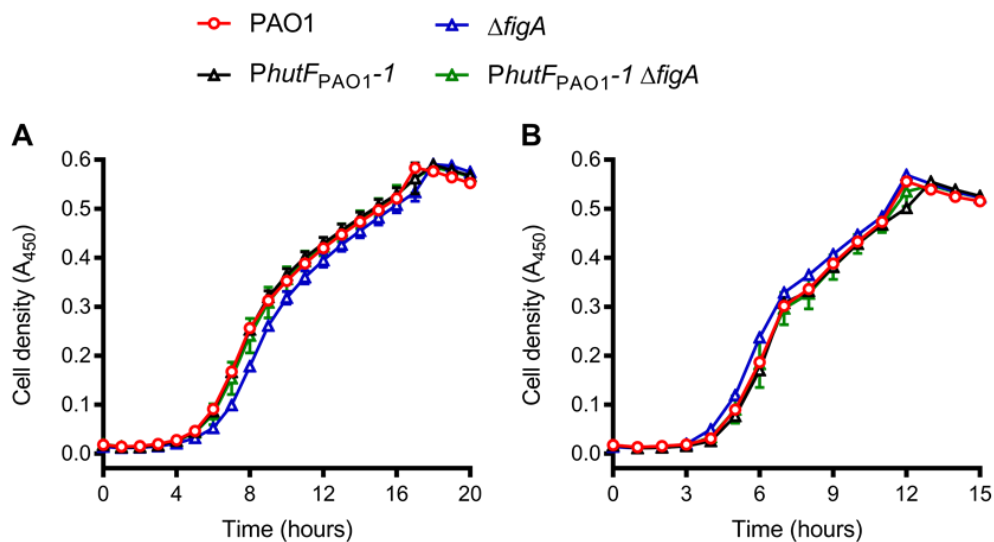 PAO1 ΔfigA
PhutFPAO1-1 PhutFPAO1-1 ΔfigA
A B
0.6 0.6
0.5 0.5
0.4 0.4
0.3 0.3
0.2 0.2
0.1 0.1
0.0 0.0
Cell density (A450) Cell density (A450)
0 4 8 12 16 20 0 3 6 9 12 15
Time (hours) Time (hours)